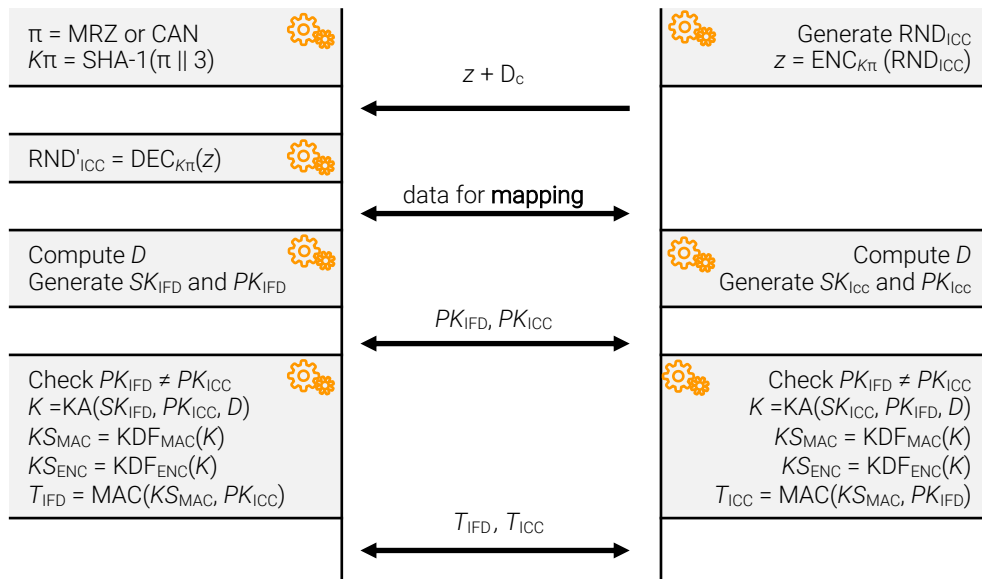 π = MRZ or CAN
Kπ = SHA-1(π || 3)
Generate RND_ICC
z = ENC_Kπ (RND_ICC)
z + D_c
RND'_ICC = DEC_Kπ(z)
data for mapping
Compute D
Generate SK_IFD and PK_IFD
Compute D
Generate SK_Icc and PK_Icc
PK_IFD, PK_ICC
Check PK_IFD ≠ PK_ICC
K =KA(SK_IFD, PK_ICC, D)
KS_MAC = KDF_MAC(K)
KS_ENC = KDF_ENC(K)
T_IFD = MAC(KS_MAC, PK_ICC)
Check PK_IFD ≠ PK_ICC
K =KA(SK_ICC, PK_IFD, D)
KS_MAC = KDF_MAC(K)
KS_ENC = KDF_ENC(K)
T_ICC = MAC(KS_MAC, PK_IFD)
T_IFD, T_ICC